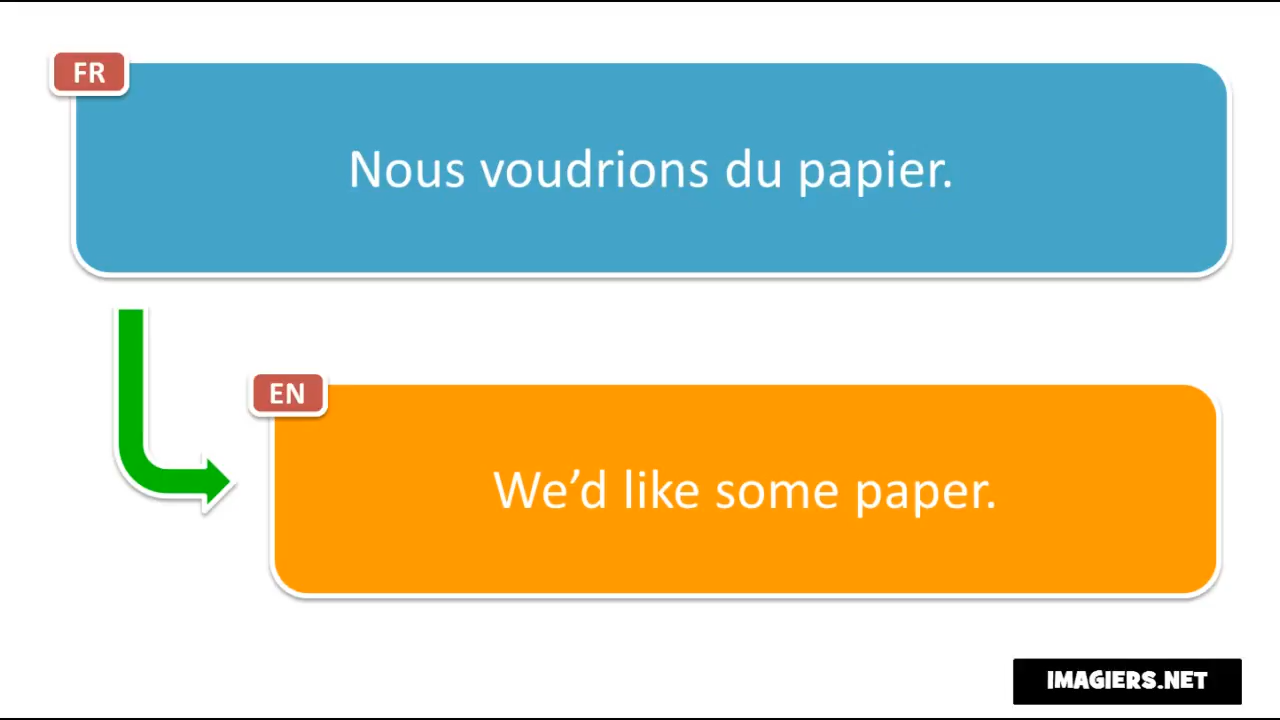 FR
Nous voudrions du papier.
EN
We’d like some paper.
IMAGIERS.NET